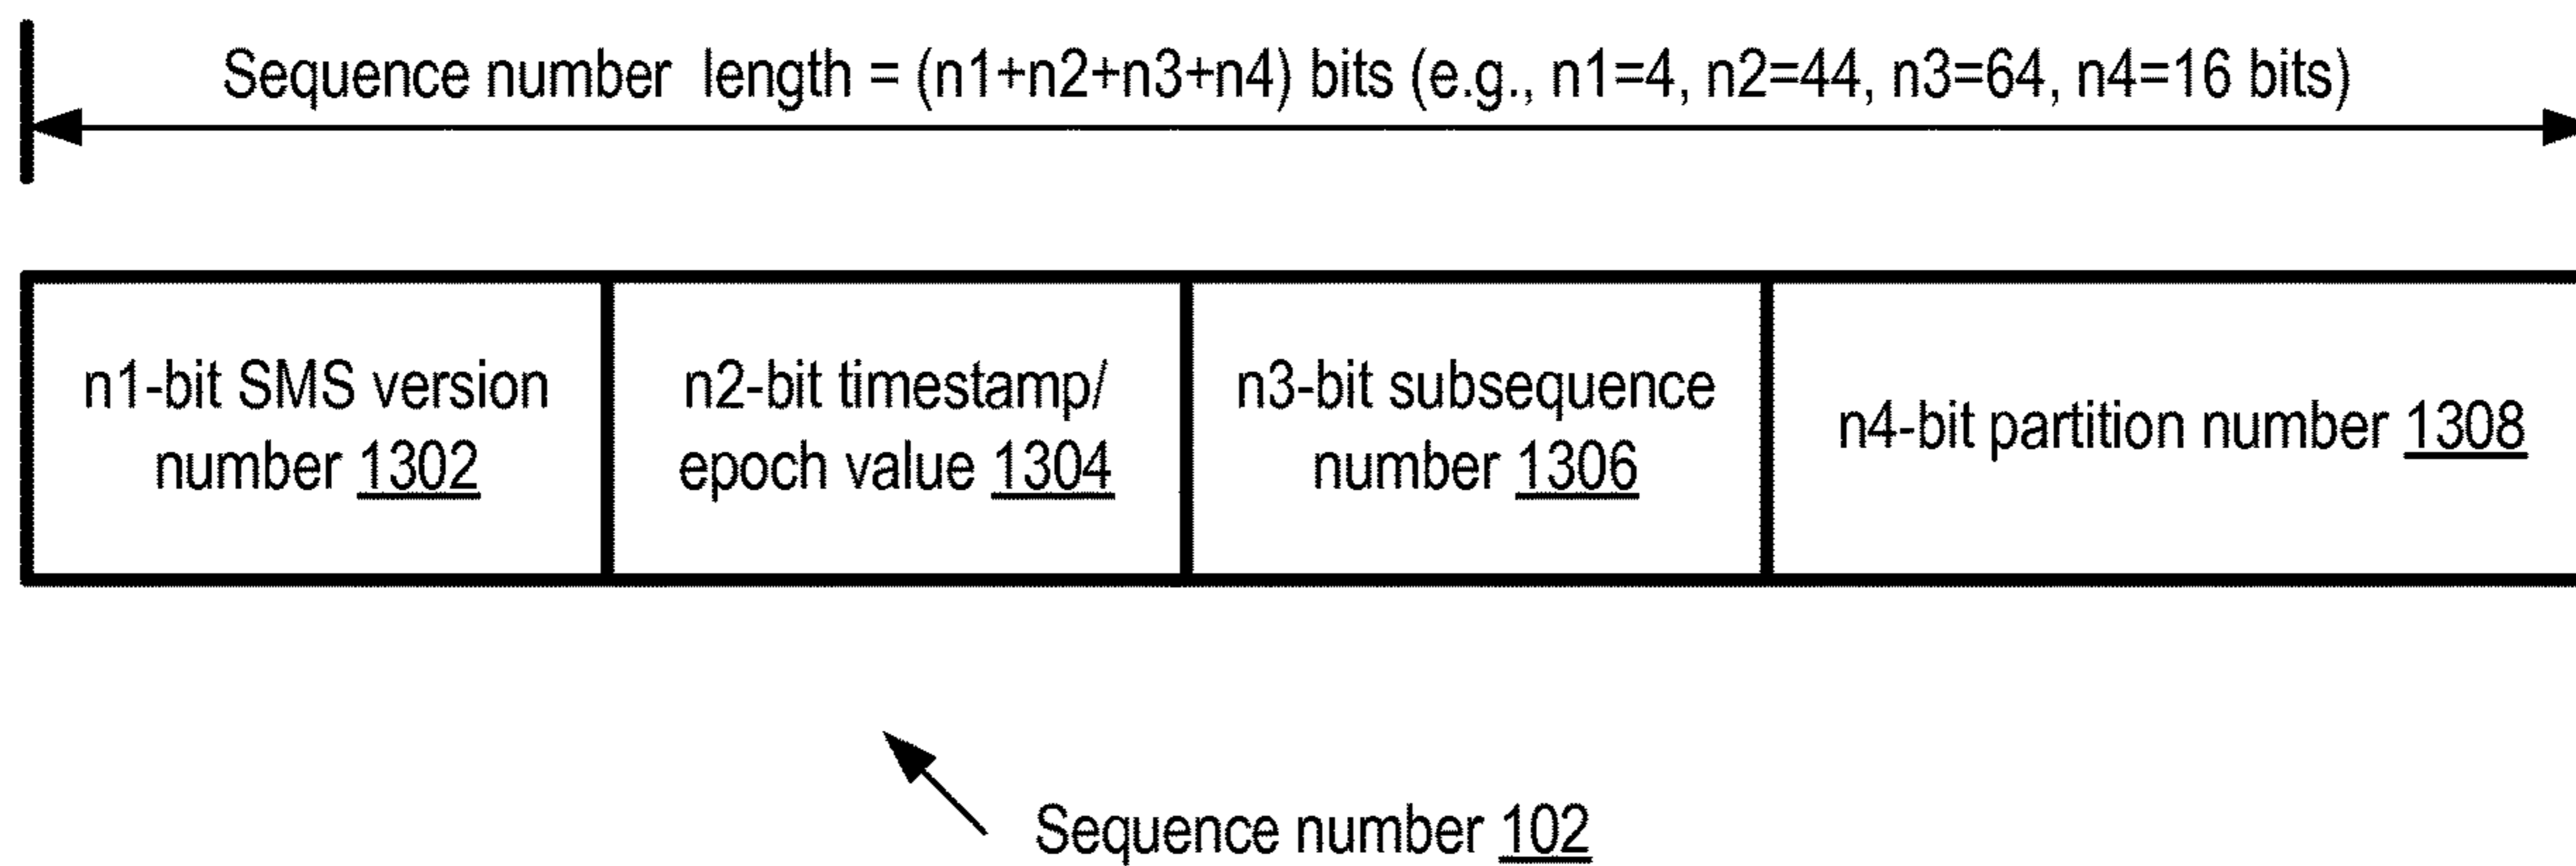 Sequence number length = (n1+n2+n3+n4) bits (e.g., n1=4, n2=44, n3=64, n4=16 bits)
n1-bit SMS version
number 1302
n2-bit timestamp/
epoch value 1304
n3-bit subsequence
number 1306
n4-bit partition number 1308
Sequence number 102